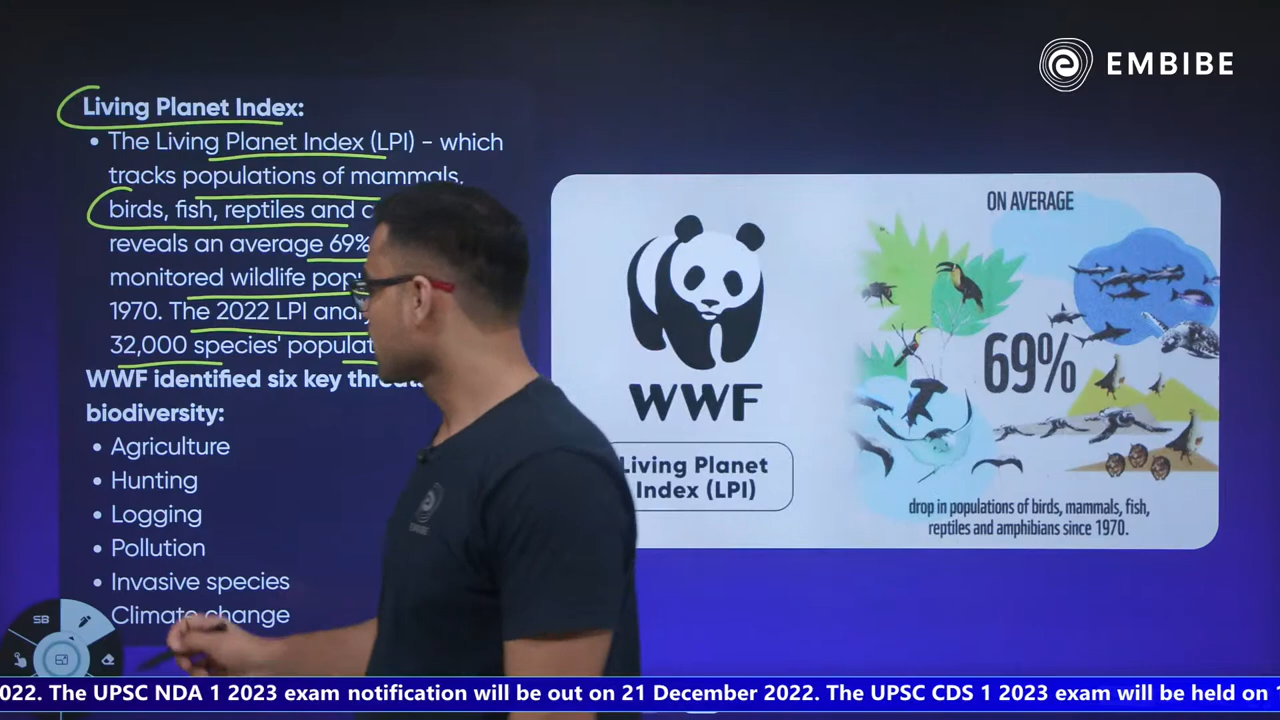 EMBIBE
Living Planet Index:
• The Living Planet Index (LPI) - which
tracks populations of mammals,
birds, fish, reptiles and
reveals an average 69%
monitored wildlife
1970. The 2022 LPI
32,000 species'
WWF identified six key threats
biodiversity:
• Agriculture
• Hunting
• Logging
• Pollution
• Invasive species
Climate change
WWF
Living Planet
Index (LPI)
ON AVERAGE
69%
drop in populations of birds, mammals, fish,
reptiles and amphibians since 1970.
EMBIBE
SB
022. The UPSC NDA 1 2023 exam notification will be out on 21 December 2022. The UPSC CDS 1 2023 exam will be held on